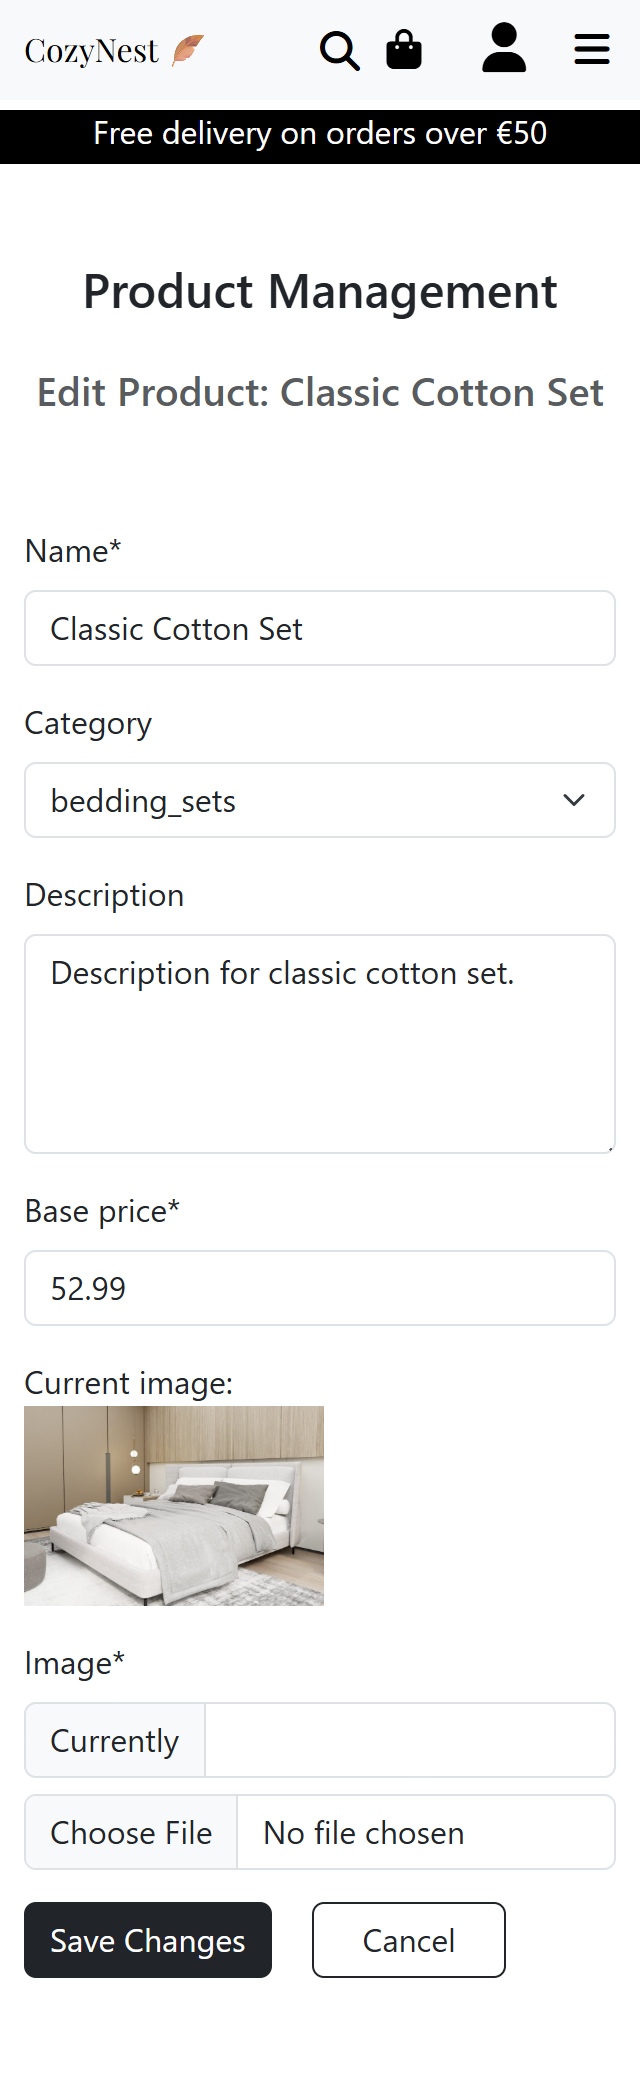 CozyNest
Free delivery on orders over €50
Product Management
Edit Product: Classic Cotton Set
Name*
Classic Cotton Set
Category
bedding_sets
Description
Description for classic cotton set.
Base price*
52.99
Current image:
Image*
Currently
Choose File No file chosen
Save Changes Cancel